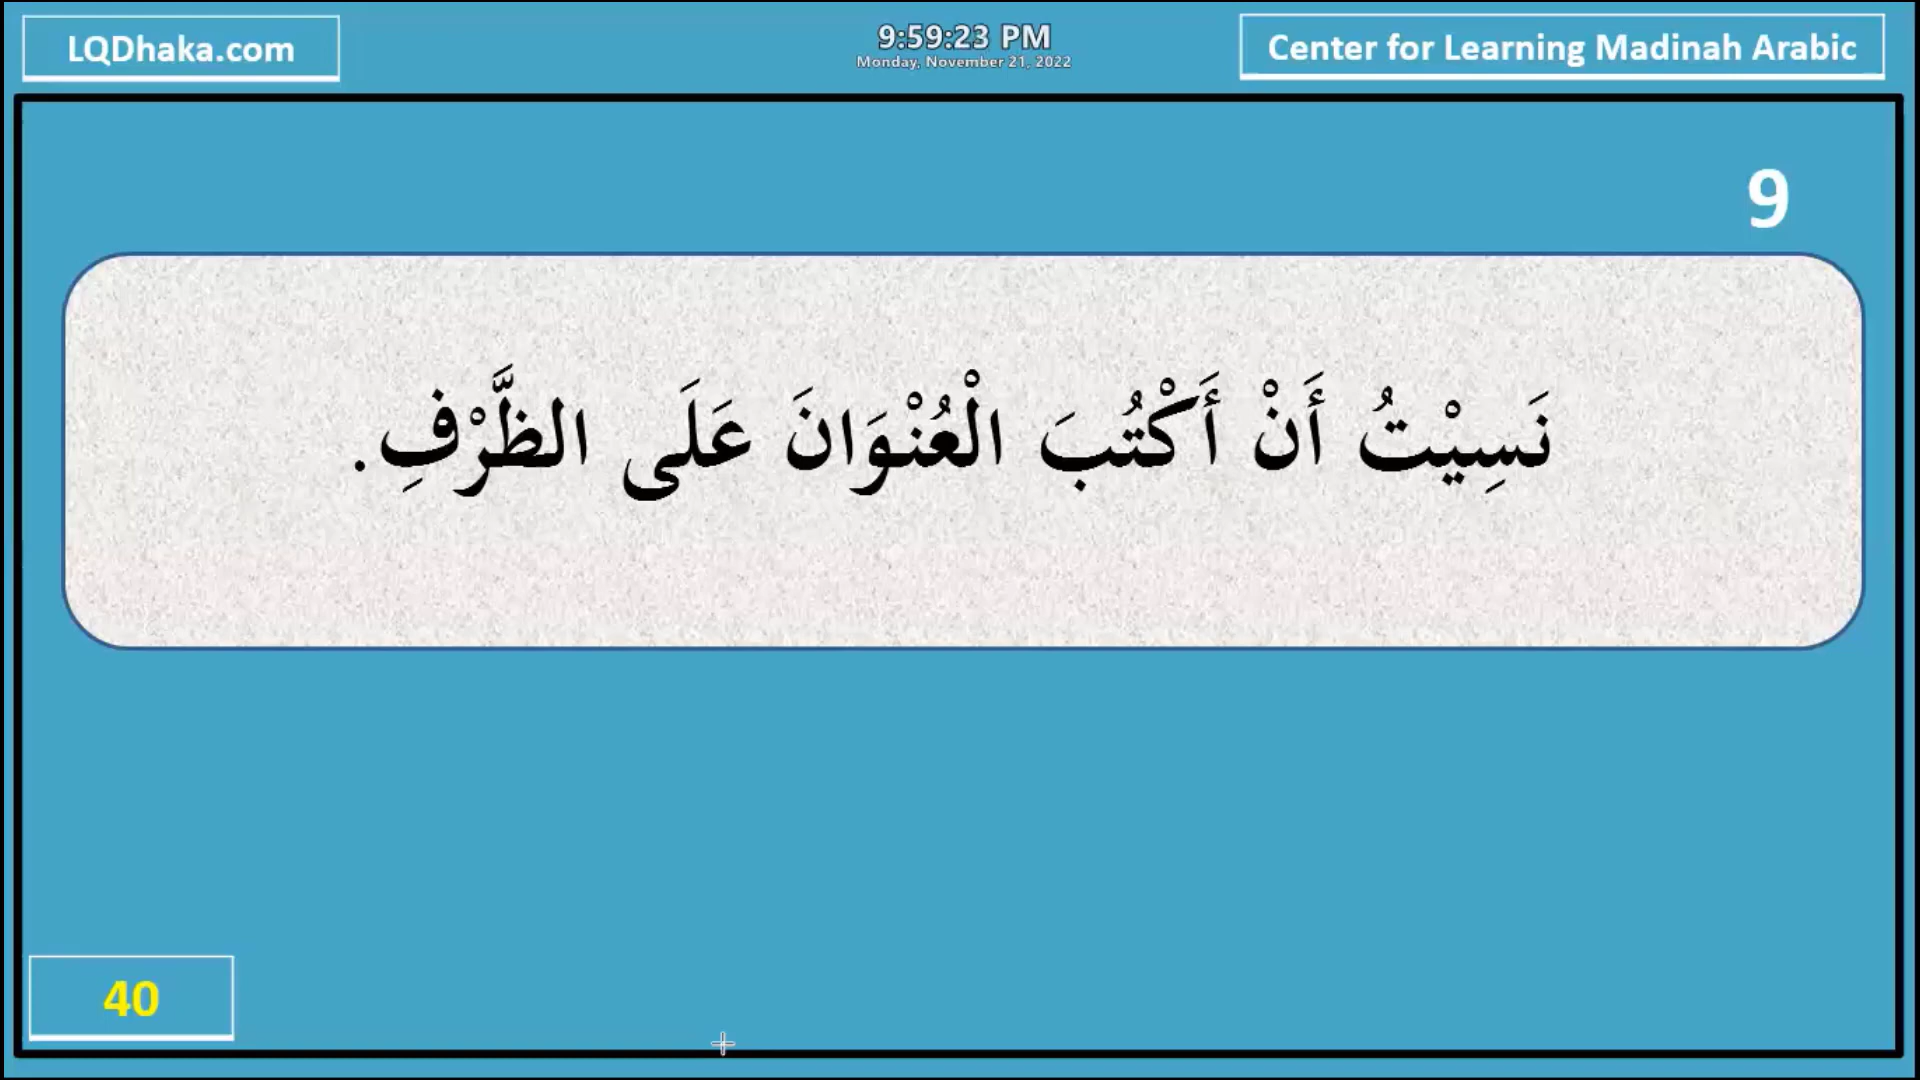 LQDhaka.com
9:59:23 PM
Monday, November 21, 2022
Center for Learning Madinah Arabic
9
نَسِيْتُ أَنْ أَكْتُبَ الْعُنْوَانَ عَلَى الظَّرْفِ.
40